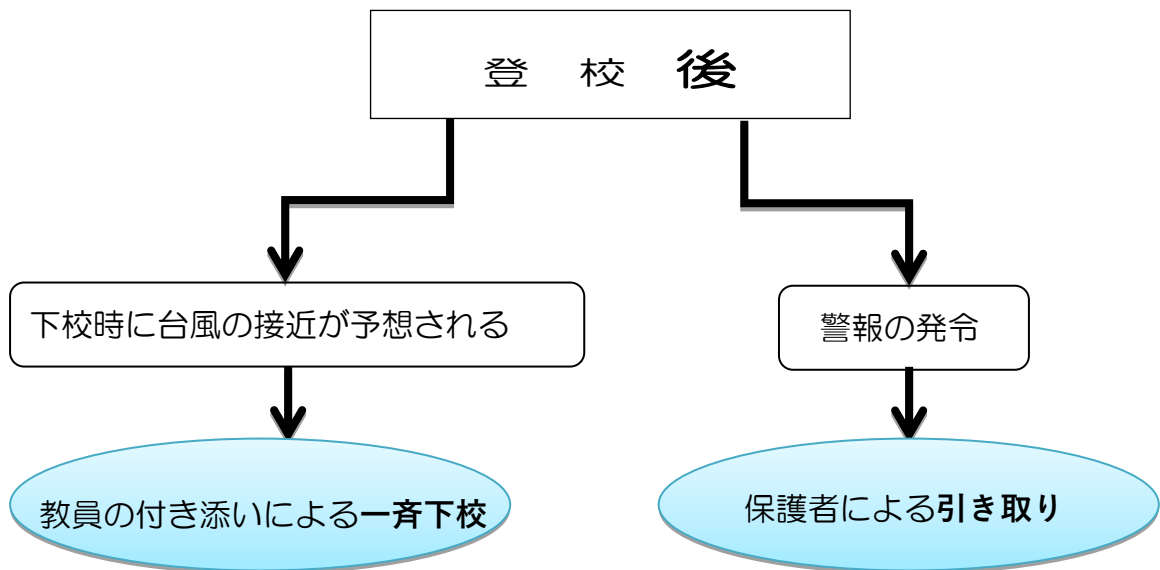 登 校 後
下校時に台風の接近が予想される
警報の発令
教員の付き添いによる一斉下校
保護者による引き取り